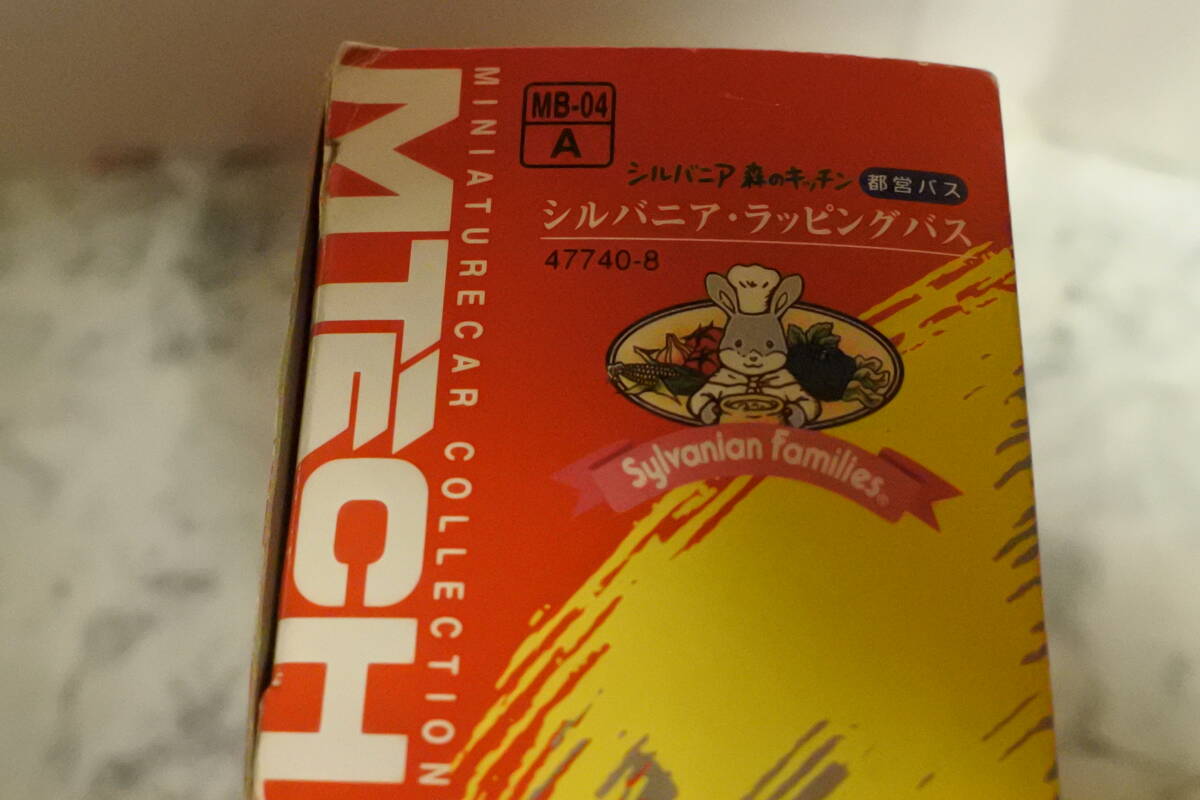 MTECH
MINIATURECAR COLLECTION
MB-04
A
シルバニア 森のキッチン 都営バス
シルバニア・ラッピングバス
47740-8
Sylvanian Families®